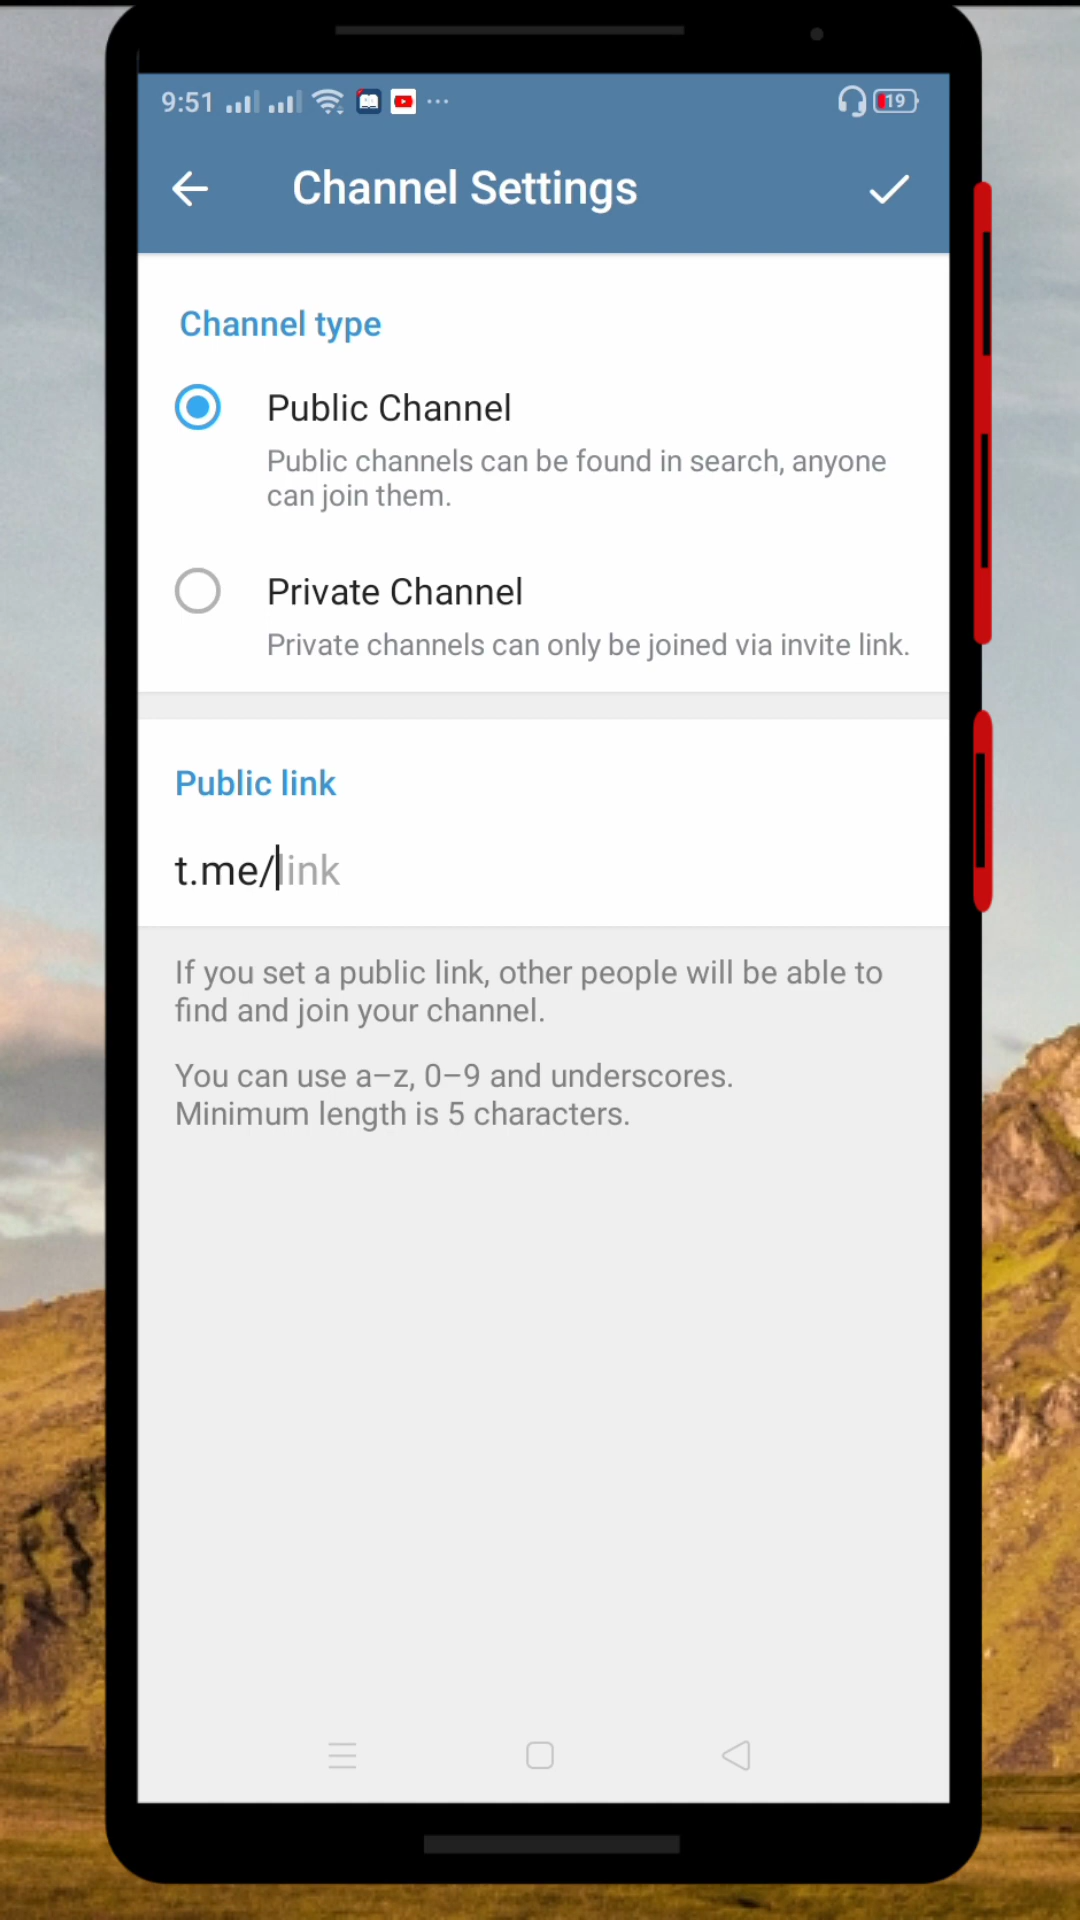 9:51
19
Channel Settings
Channel type
Public Channel
Public channels can be found in search, anyone
can join them.
Private Channel
Private channels can only be joined via invite link.
Public link
t.me/link
If you set a public link, other people will be able to
find and join your channel.
You can use a–z, 0–9 and underscores.
Minimum length is 5 characters.